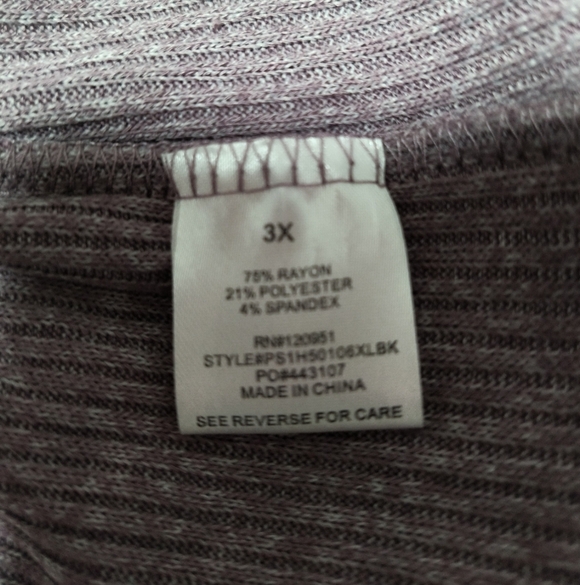 3X
75% RAYON
21% POLYESTER
4% SPANDEX
RN#120951
STYLE#PS1H50106XLBK
PO#443107
MADE IN CHINA
SEE REVERSE FOR CARE